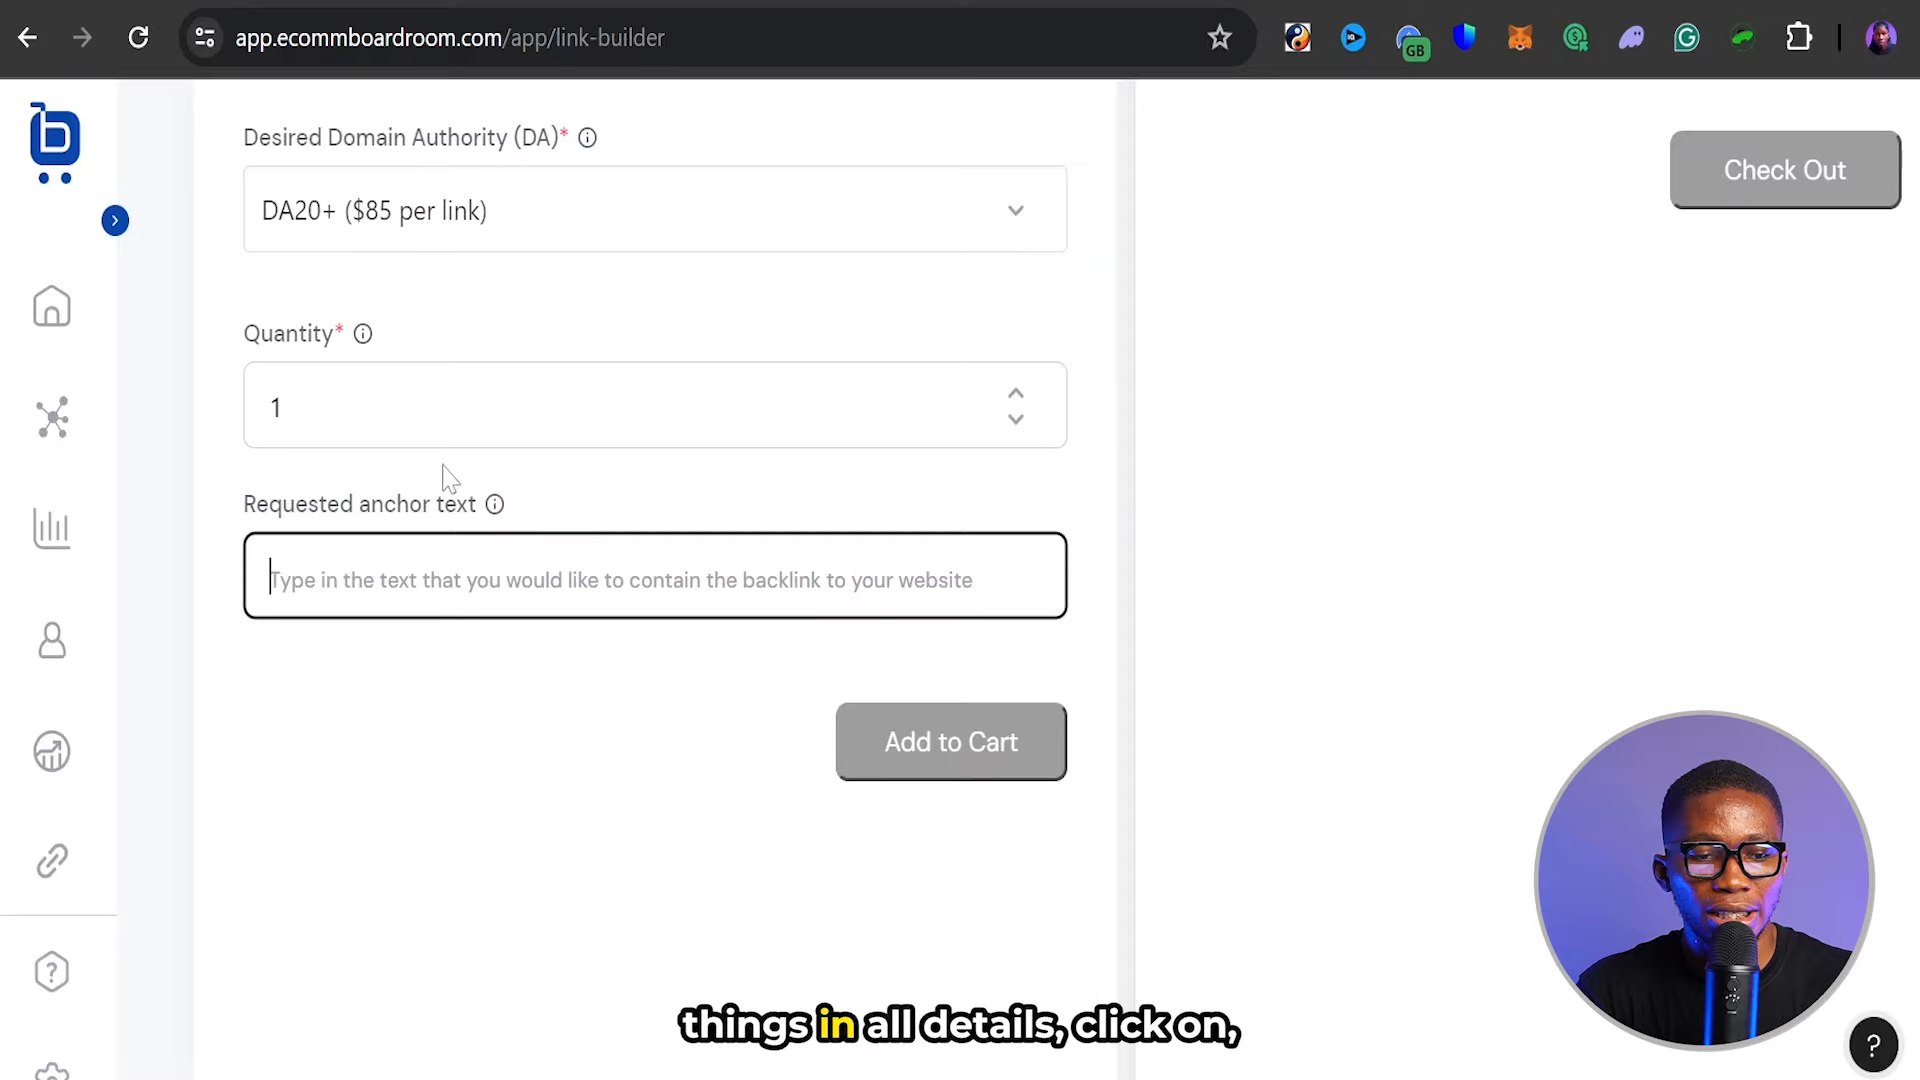 app.ecommboardroom.com/app/link-builder
GB
Desired Domain Authority (DA)*
Check Out
DA20+ ($85 per link)
Quantity*
1
Requested anchor text
Type in the text that you would like to contain the backlink to your website
Add to Cart
things in all details, click on,
?